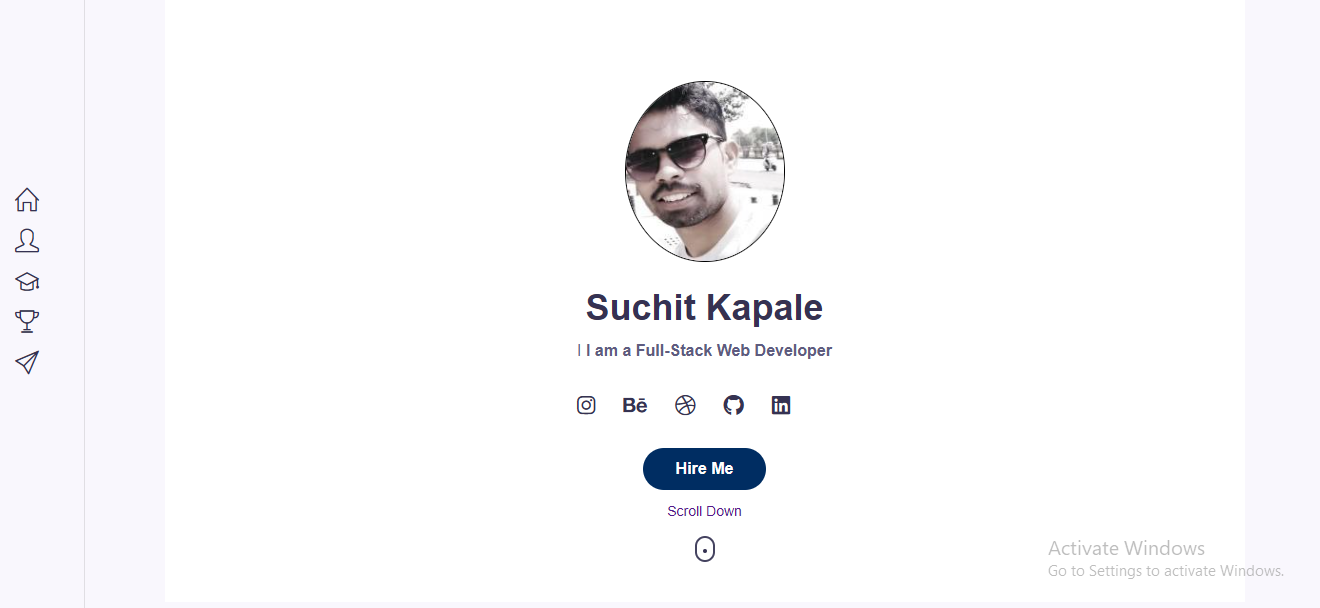 Suchit Kapale
I I am a Full-Stack Web Developer
Bē
in
Hire Me
Scroll Down
Activate Windows
Go to Settings to activate Windows.